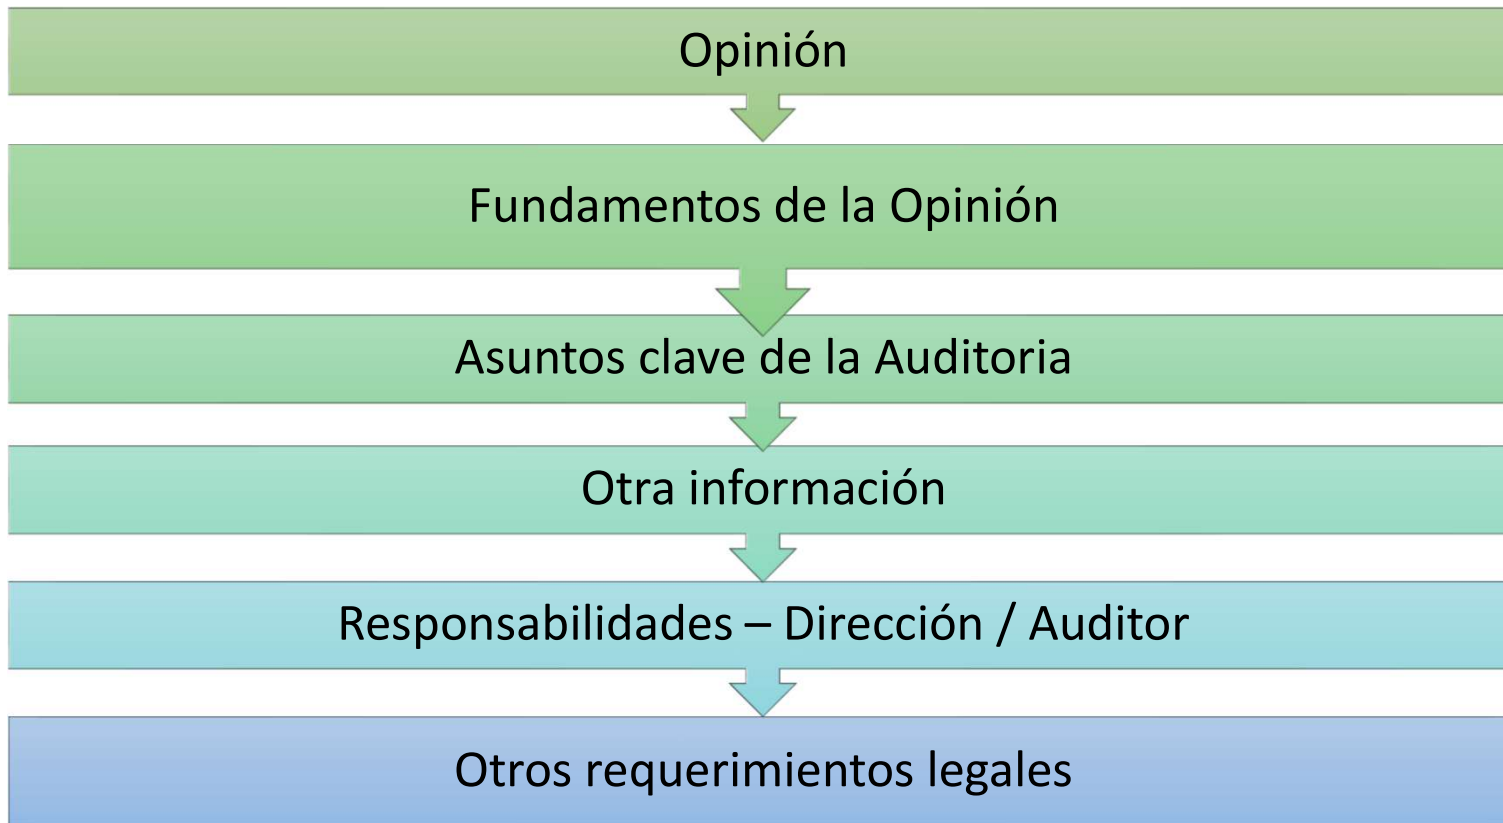 Opinión
Fundamentos de la Opinión
Asuntos clave de la Auditoria
Otra información
Responsabilidades – Dirección / Auditor
Otros requerimientos legales